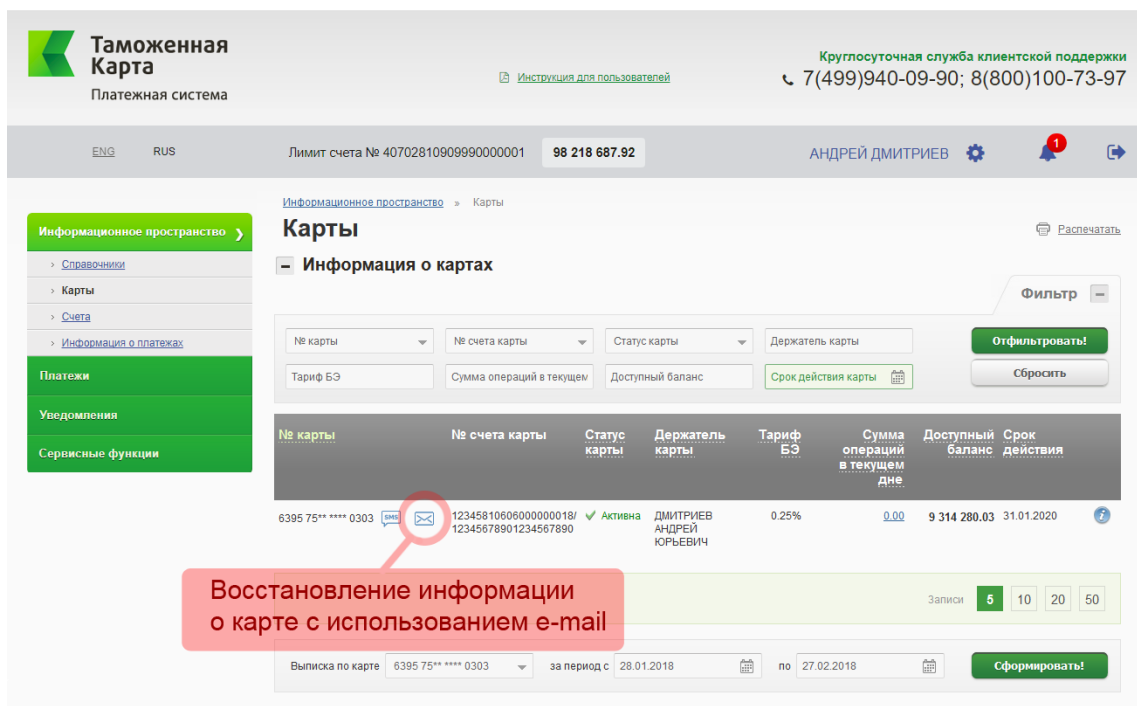 Таможенная
Карта
Платежная система
Инструкция для пользователей
Круглосуточная служба клиентской поддержки
7(499)940-09-90; 8(800)100-73-97
ENG RUS
Лимит счета № 40702810909990000001 98 218 687.92
АНДРЕЙ ДМИТРИЕВ 1
Информационное пространство » Карты
Информационное пространство
Карты
Распечатать
Информация о картах
Справочники
Карты
Счета
Информация о платежах
Платежи
Уведомления
Сервисные функции
Фильтр
№ карты № счета карты Статус карты Держатель карты Отфильтровать!
Тариф БЭ Сумма операций в текущем Доступный баланс Срок действия карты Сбросить
№ карты № счета карты Статус Держатель Тариф Сумма Доступный Срок
карты карты БЭ операций баланс действия
в текущем
дне
6395 75** **** 0303 SMS 12345810606000000018/ Активна ДМИТРИЕВ 0.25% 0.00 9 314 280.03 31.01.2020
12345678901234567890 АНДРЕЙ
ЮРЬЕВИЧ
Восстановление информации
о карте с использованием e-mail
Записи 5 10 20 50
Выписка по карте 6395 75** **** 0303 за период с 28.01.2018 по 27.02.2018 Сформировать!